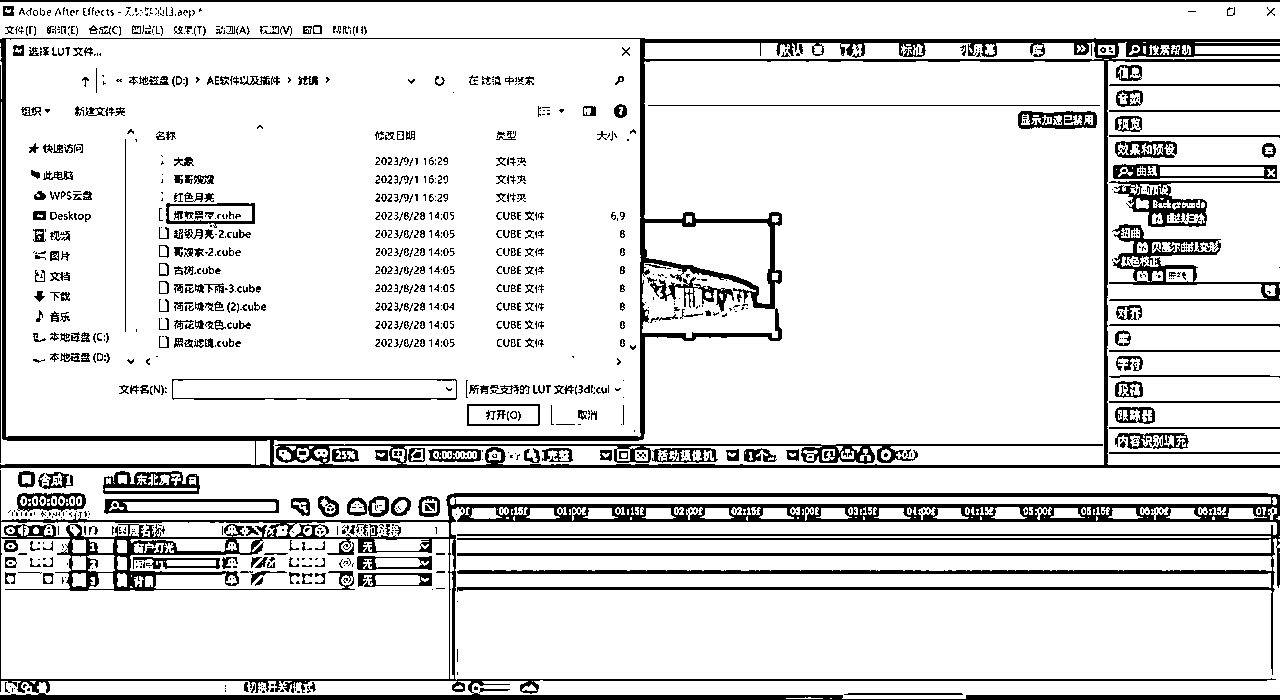 Adobe After Effects - 无标题项目.aep *
文件(F) 编辑(E) 合成(C) 图层(L) 效果(T) 动画(A) 视图(V) 窗口 帮助(H)
选择 LUT 文件...
默认 了解 标准 小屏幕 库 搜索帮助
« 本地磁盘 (D:) › AE软件以及插件 › 滤镜 ›
在 滤镜 中搜索
组织 新建文件夹
名称 修改日期 类型 大小
快速访问
此电脑
WPS云盘
Desktop
视频
图片
文档
下载
音乐
本地磁盘 (C:)
本地磁盘 (D:)
大象 2023/9/1 16:29 文件夹
哥哥嫂嫂 2023/9/1 16:29 文件夹
红色月亮 2023/9/1 16:29 文件夹
.cube 2023/8/28 14:05 CUBE 文件 6,9
超级月亮-2.cube 2023/8/28 14:05 CUBE 文件 8
哥嫂家-2.cube 2023/8/28 14:05 CUBE 文件 8
古树.cube 2023/8/28 14:05 CUBE 文件 8
荷花塘下雨-3.cube 2023/8/28 14:05 CUBE 文件 8
荷花塘夜色 (2).cube 2023/8/28 14:04 CUBE 文件 8
荷花塘夜色.cube 2023/8/28 14:05 CUBE 文件 8
黑夜滤镜.cube 2023/8/28 14:05 CUBE 文件 8
文件名(N):
所有受支持的 LUT 文件(3dl;cul
打开(O) 取消
显示加速已禁用
信息
音频
预览
效果和预设
曲线
动画预设
Backgrounds
扭曲
贝塞尔曲线变形
颜色校正
曲线
对齐
库
字符
段落
跟踪器
内容识别填充
25% 0:00:00:00 完整 活动摄像机 1个 +0.0
合成1 东北房子
0:00:00:00
图层名称 父级和链接
1 窗户灯光 无
2 图层 1 无
3 背景 无
00:15f 01:00f 01:15f 02:00f 02:15f 03:00f 03:15f 04:00f 04:15f 05:00f 05:15f 06:00f 06:15f 07:0
切换开关/模式